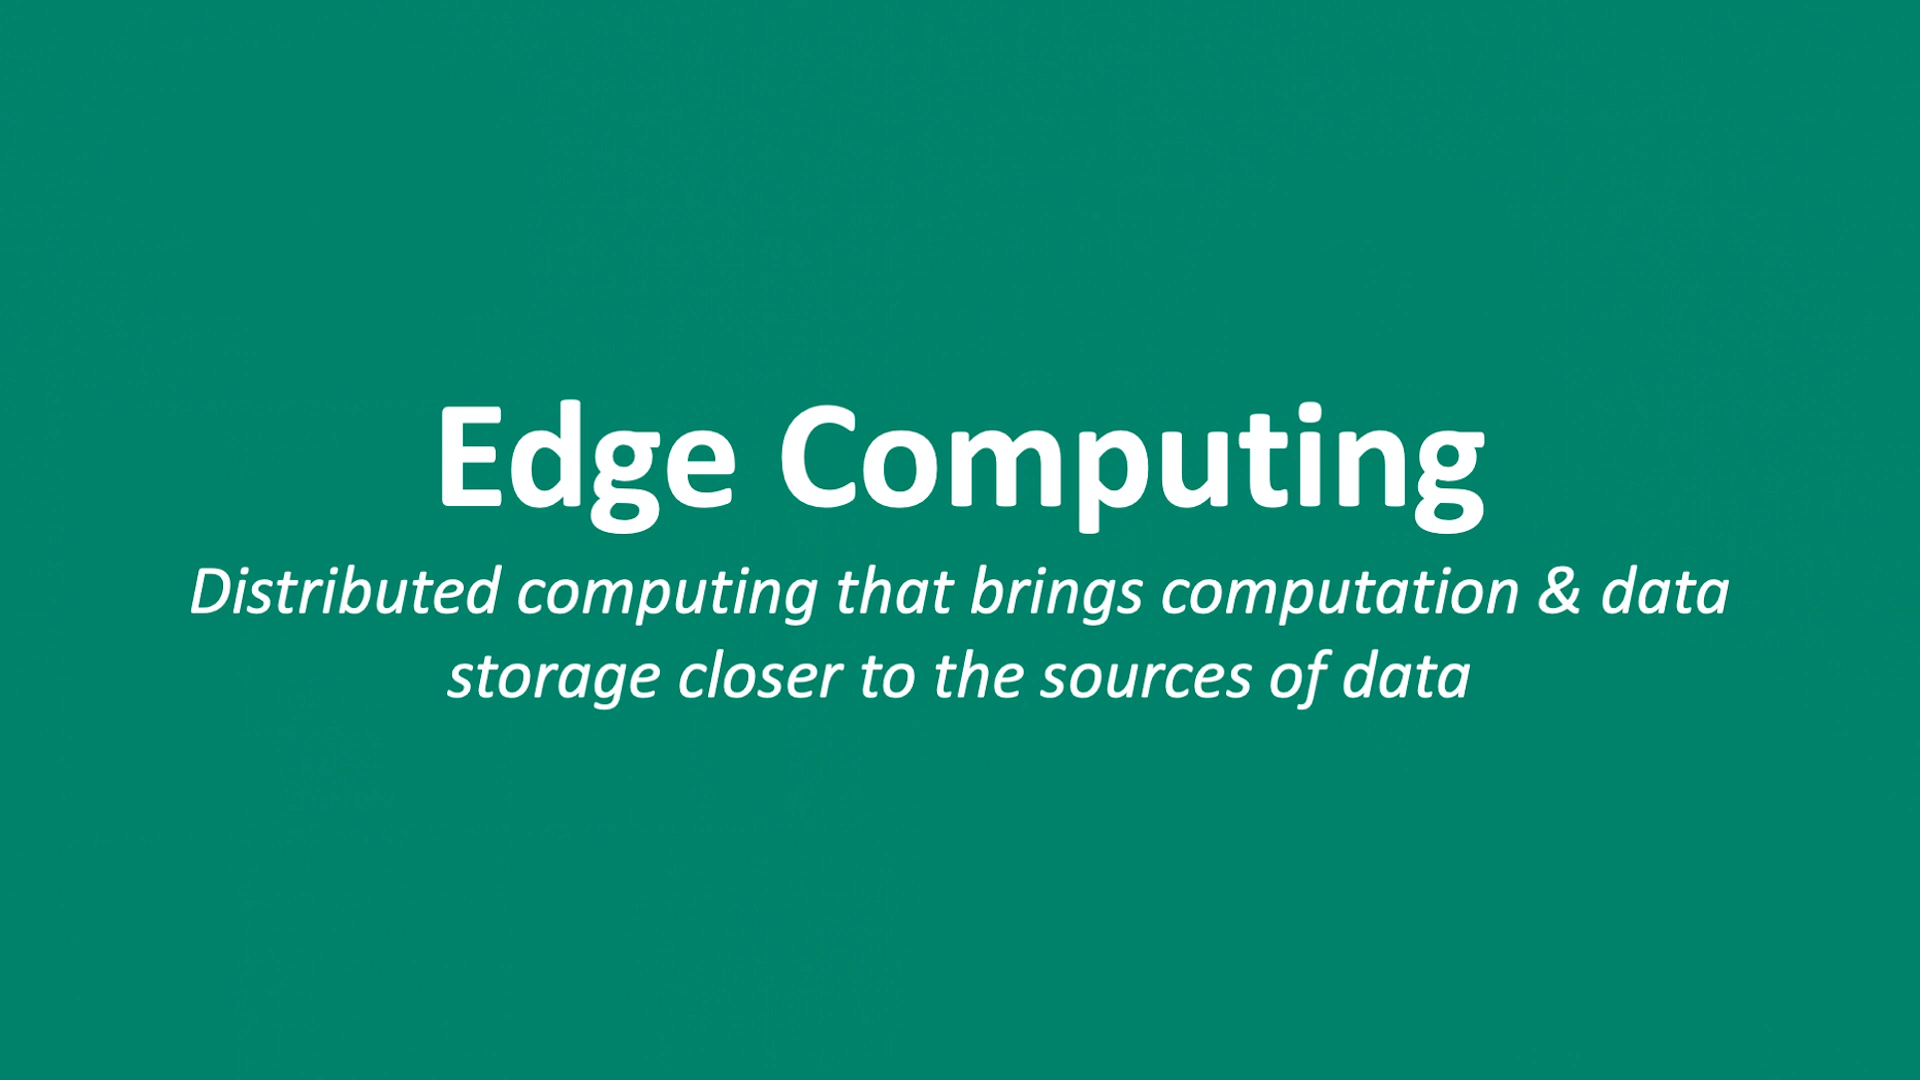 Edge Computing
Distributed computing that brings computation & data
storage closer to the sources of data